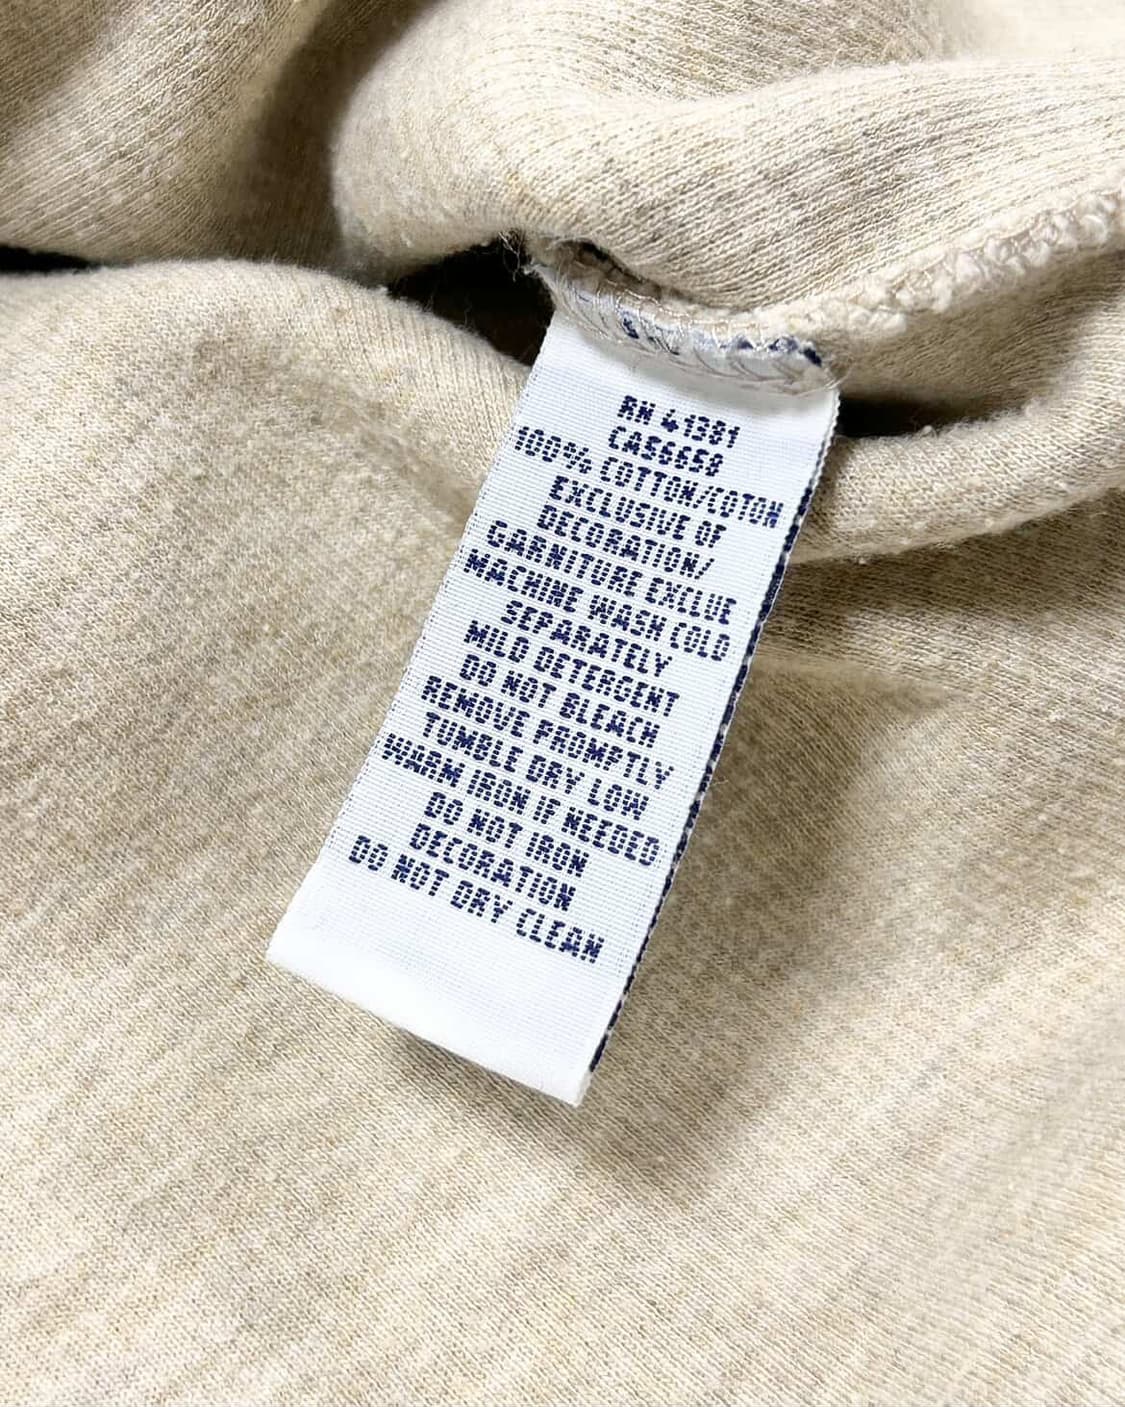 RN 41381
CA56658
100% COTTON/COTON
EXCLUSIVE OF
DECORATION/
GARNITURE EXCLUE
MACHINE WASH COLD
SEPARATELY
MILD DETERGENT
DO NOT BLEACH
REMOVE PROMPTLY
TUMBLE DRY LOW
WARM IRON IF NEEDED
DO NOT IRON
DECORATION
DO NOT DRY CLEAN